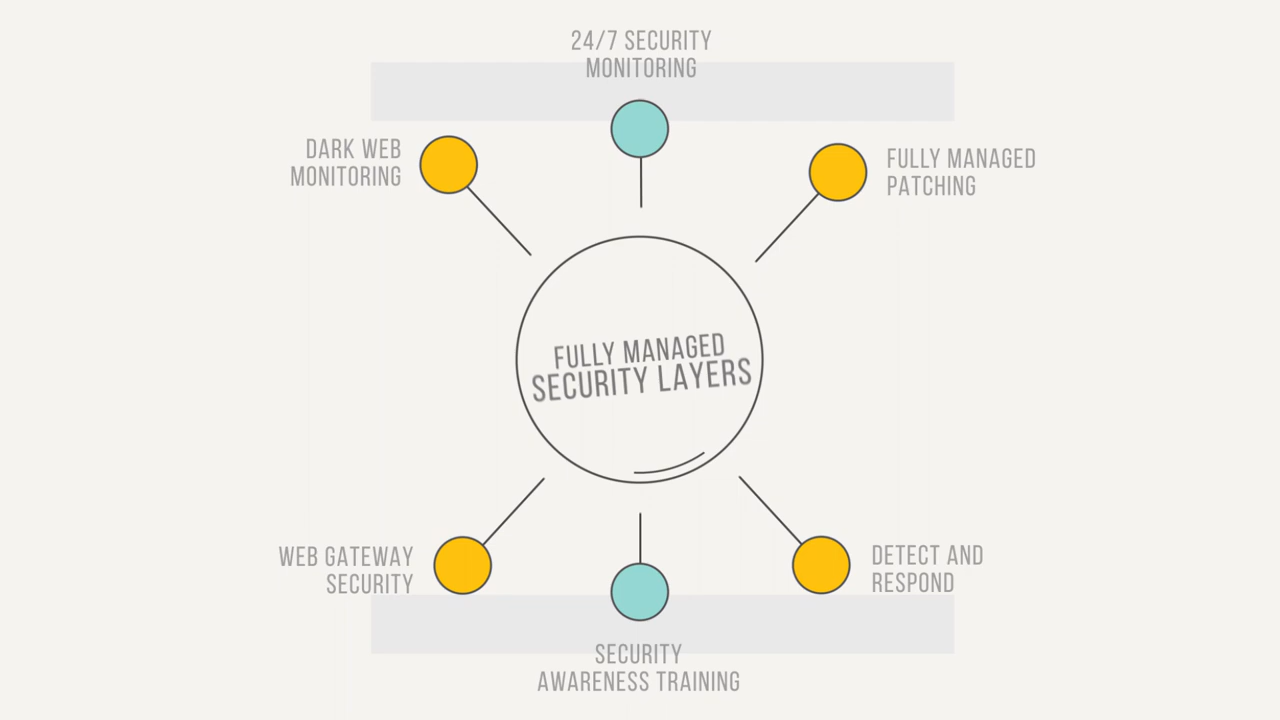 24/7 SECURITY
MONITORING
DARK WEB
MONITORING
FULLY MANAGED
PATCHING
FULLY MANAGED
SECURITY LAYERS
WEB GATEWAY
SECURITY
DETECT AND
RESPOND
SECURITY
AWARENESS TRAINING